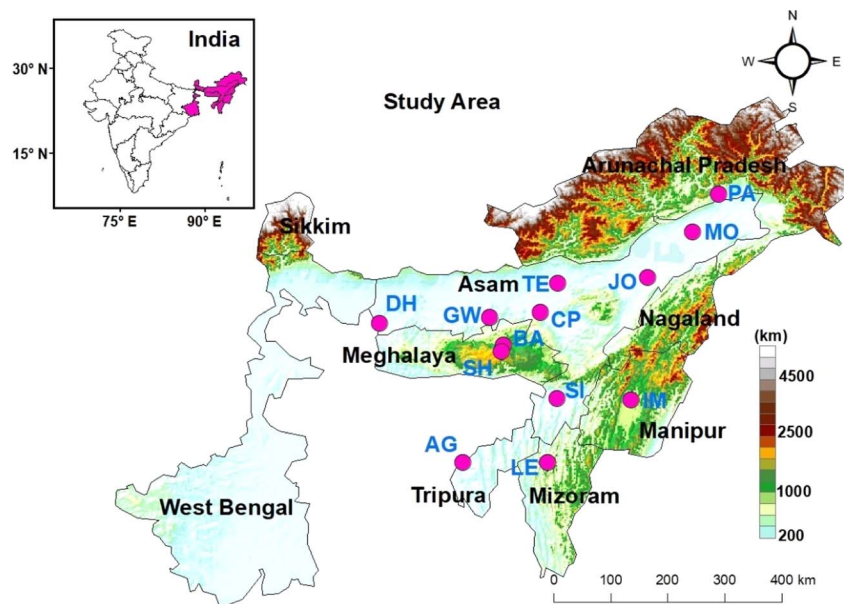 India
30° N
15° N
75° E
90° E
Study Area
N
W
E
S
Arunachal Pradesh
PA
Sikkim
MO
Assam
TE
JO
DH
GW
CP
Nagaland
BA
Meghalaya
SH
SI
IM
Manipur
AG
LE
Tripura
Mizoram
West Bengal
(km)
4500
2500
1000
200
0
100
200
300
400 km